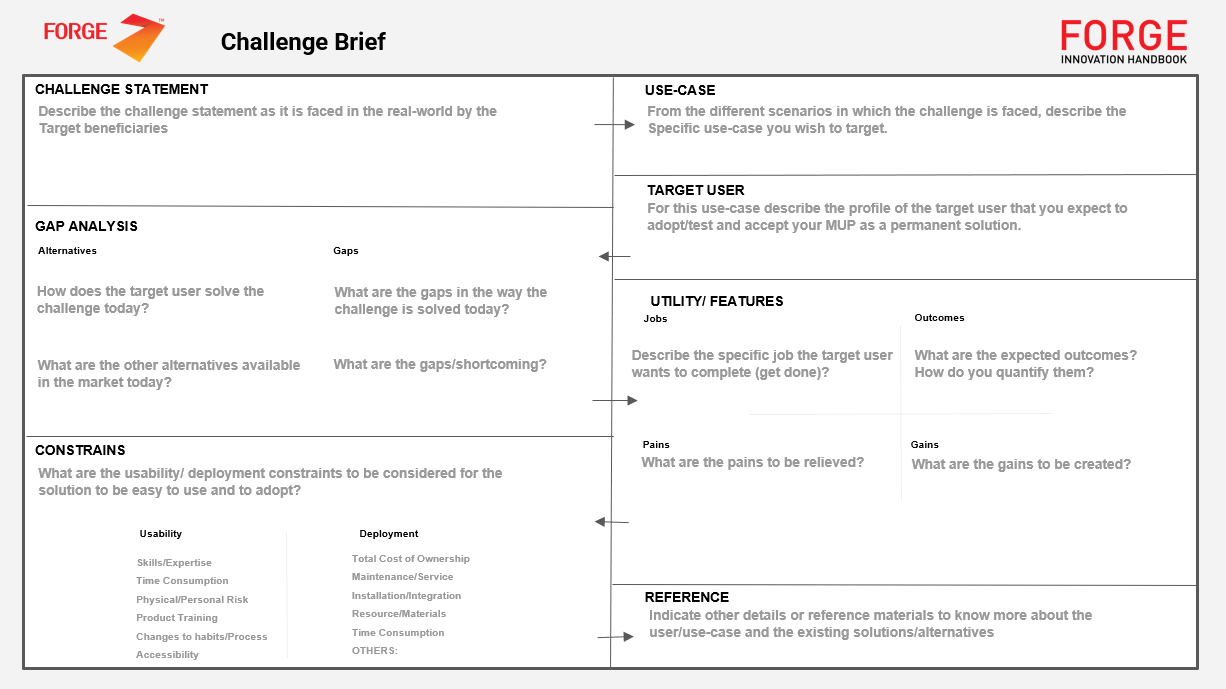 FORGE
TM
Challenge Brief
FORGE
INNOVATION HANDBOOK
CHALLENGE STATEMENT
Describe the challenge statement as it is faced in the real-world by the
Target beneficiaries
USE-CASE
From the different scenarios in which the challenge is faced, describe the
Specific use-case you wish to target.
TARGET USER
For this use-case describe the profile of the target user that you expect to
adopt/test and accept your MUP as a permanent solution.
GAP ANALYSIS
Alternatives
Gaps
How does the target user solve the
challenge today?
What are the gaps in the way the
challenge is solved today?
What are the other alternatives available
in the market today?
What are the gaps/shortcoming?
UTILITY/ FEATURES
Jobs
Outcomes
Describe the specific job the target user
wants to complete (get done)?
What are the expected outcomes?
How do you quantify them?
Pains
What are the pains to be relieved?
Gains
What are the gains to be created?
CONSTRAINS
What are the usability/ deployment constraints to be considered for the
solution to be easy to use and to adopt?
Usability
Skills/Expertise
Time Consumption
Physical/Personal Risk
Product Training
Changes to habits/Process
Accessibility
Deployment
Total Cost of Ownership
Maintenance/Service
Installation/Integration
Resource/Materials
Time Consumption
OTHERS:
REFERENCE
Indicate other details or reference materials to know more about the
user/use-case and the existing solutions/alternatives